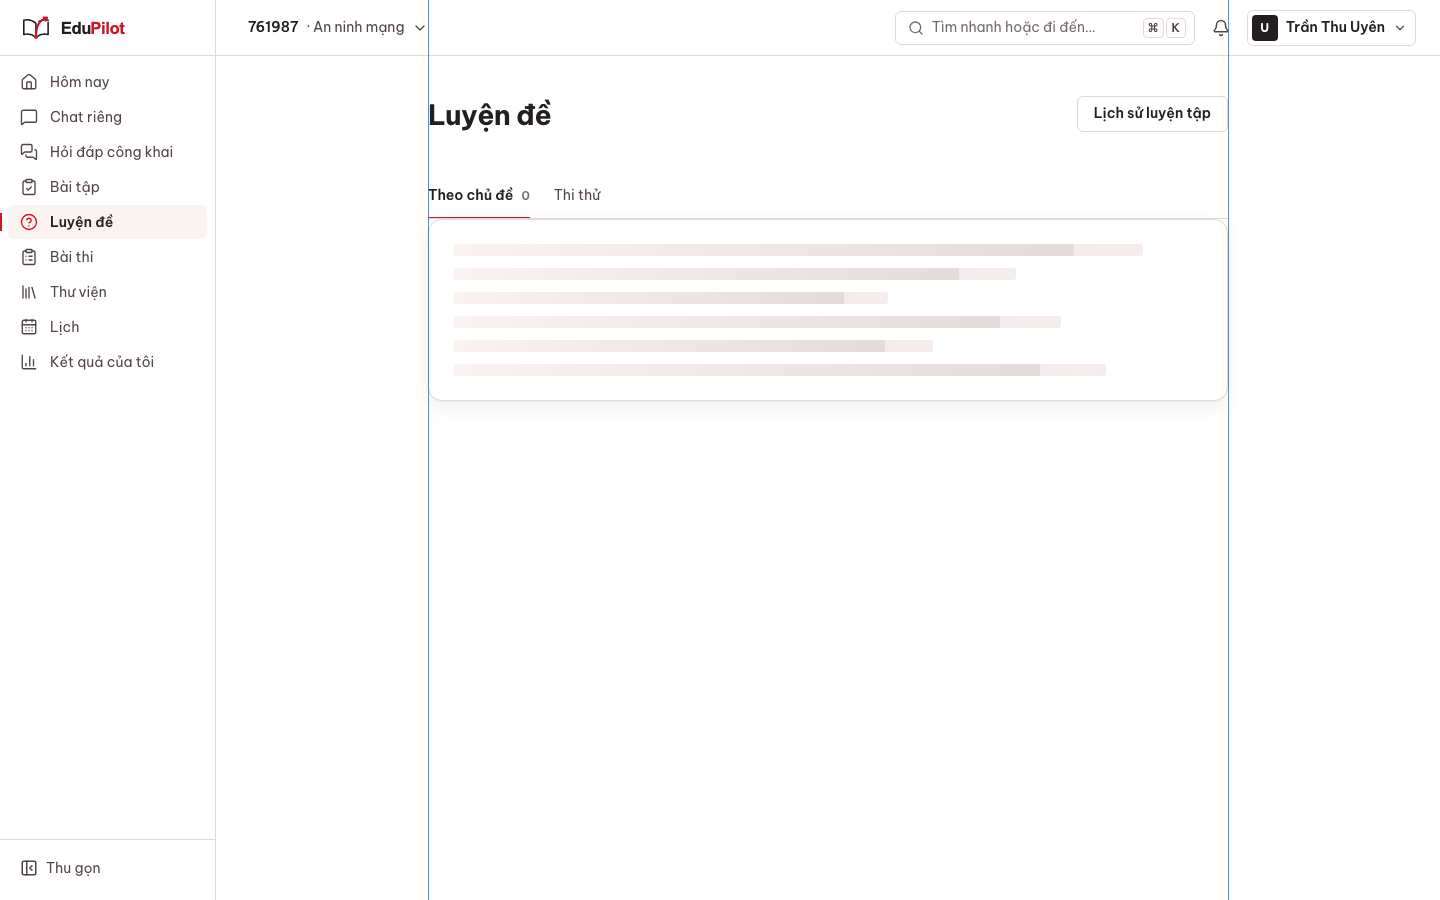 EduPilot
761987 · An ninh mạng
Tìm nhanh hoặc đi đến...
⌘ K
U Trần Thu Uyên
Hôm nay
Chat riêng
Hỏi đáp công khai
Bài tập
Luyện đề
Bài thi
Thư viện
Lịch
Kết quả của tôi
Thu gọn
Luyện đề
Lịch sử luyện tập
Theo chủ đề 0
Thi thử